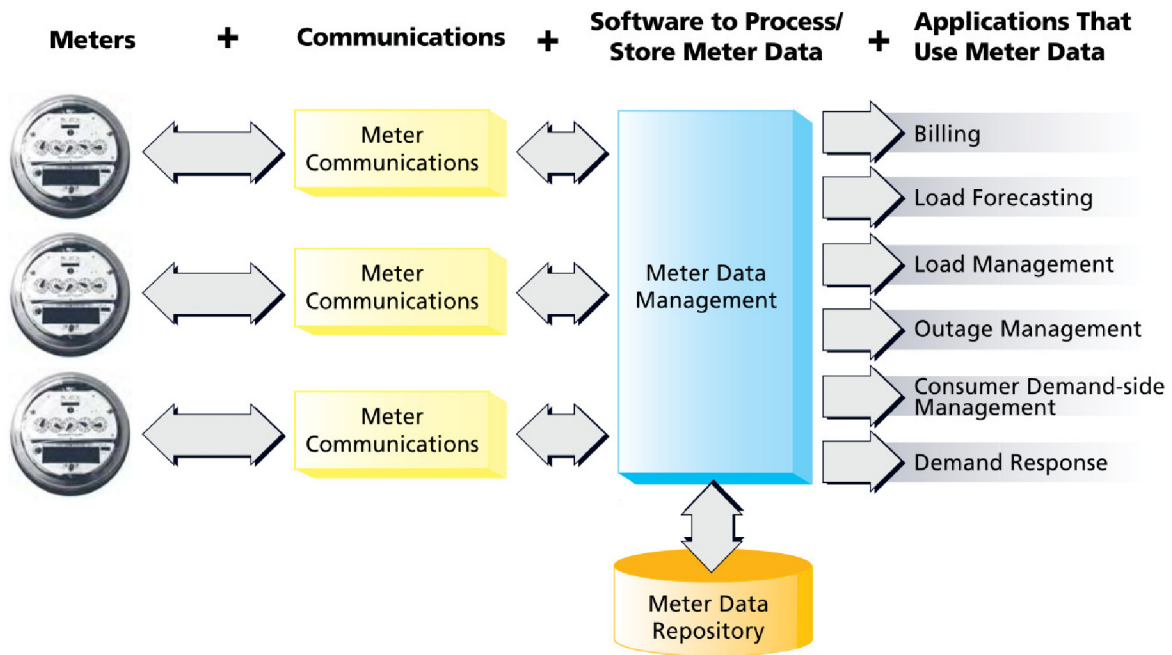 Meters + Communications + Software to Process/ Store Meter Data + Applications That Use Meter Data
Meter
Communications
Meter
Communications
Meter
Communications
Meter Data
Management
Meter Data
Repository
Billing
Load Forecasting
Load Management
Outage Management
Consumer Demand-side
Management
Demand Response